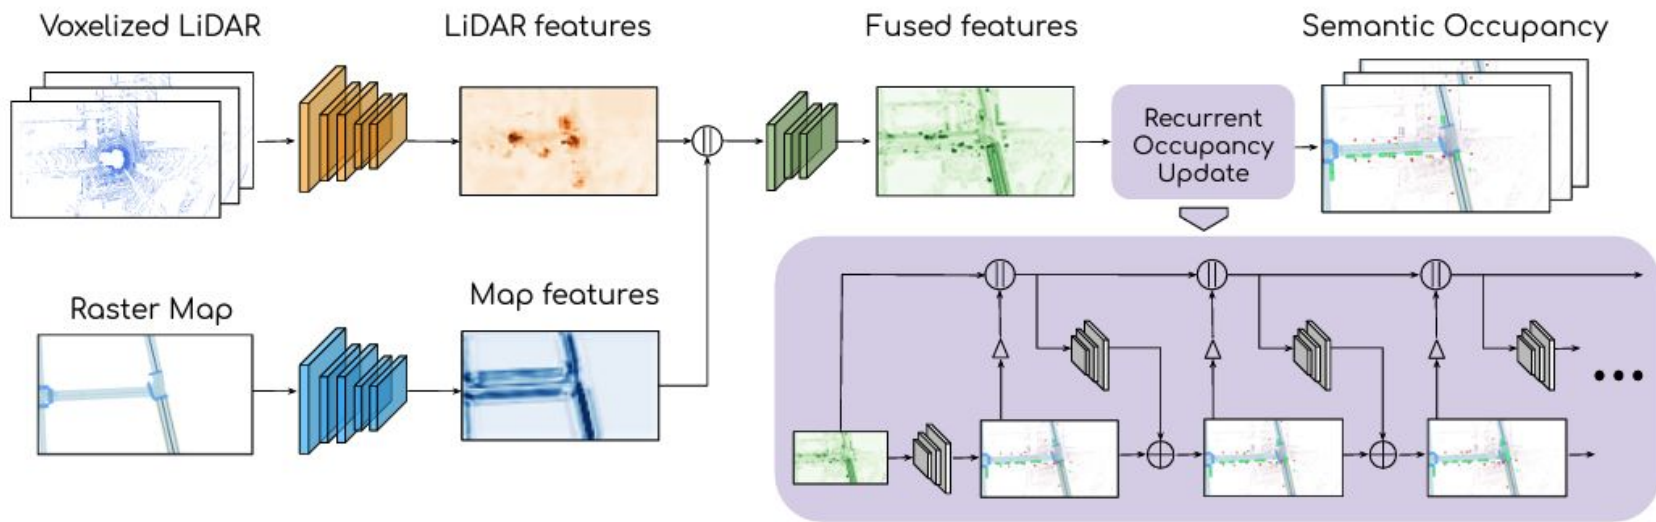 Voxelized LiDAR
LiDAR features
Fused features
Semantic Occupancy
Recurrent
Occupancy
Update
Raster Map
Map features